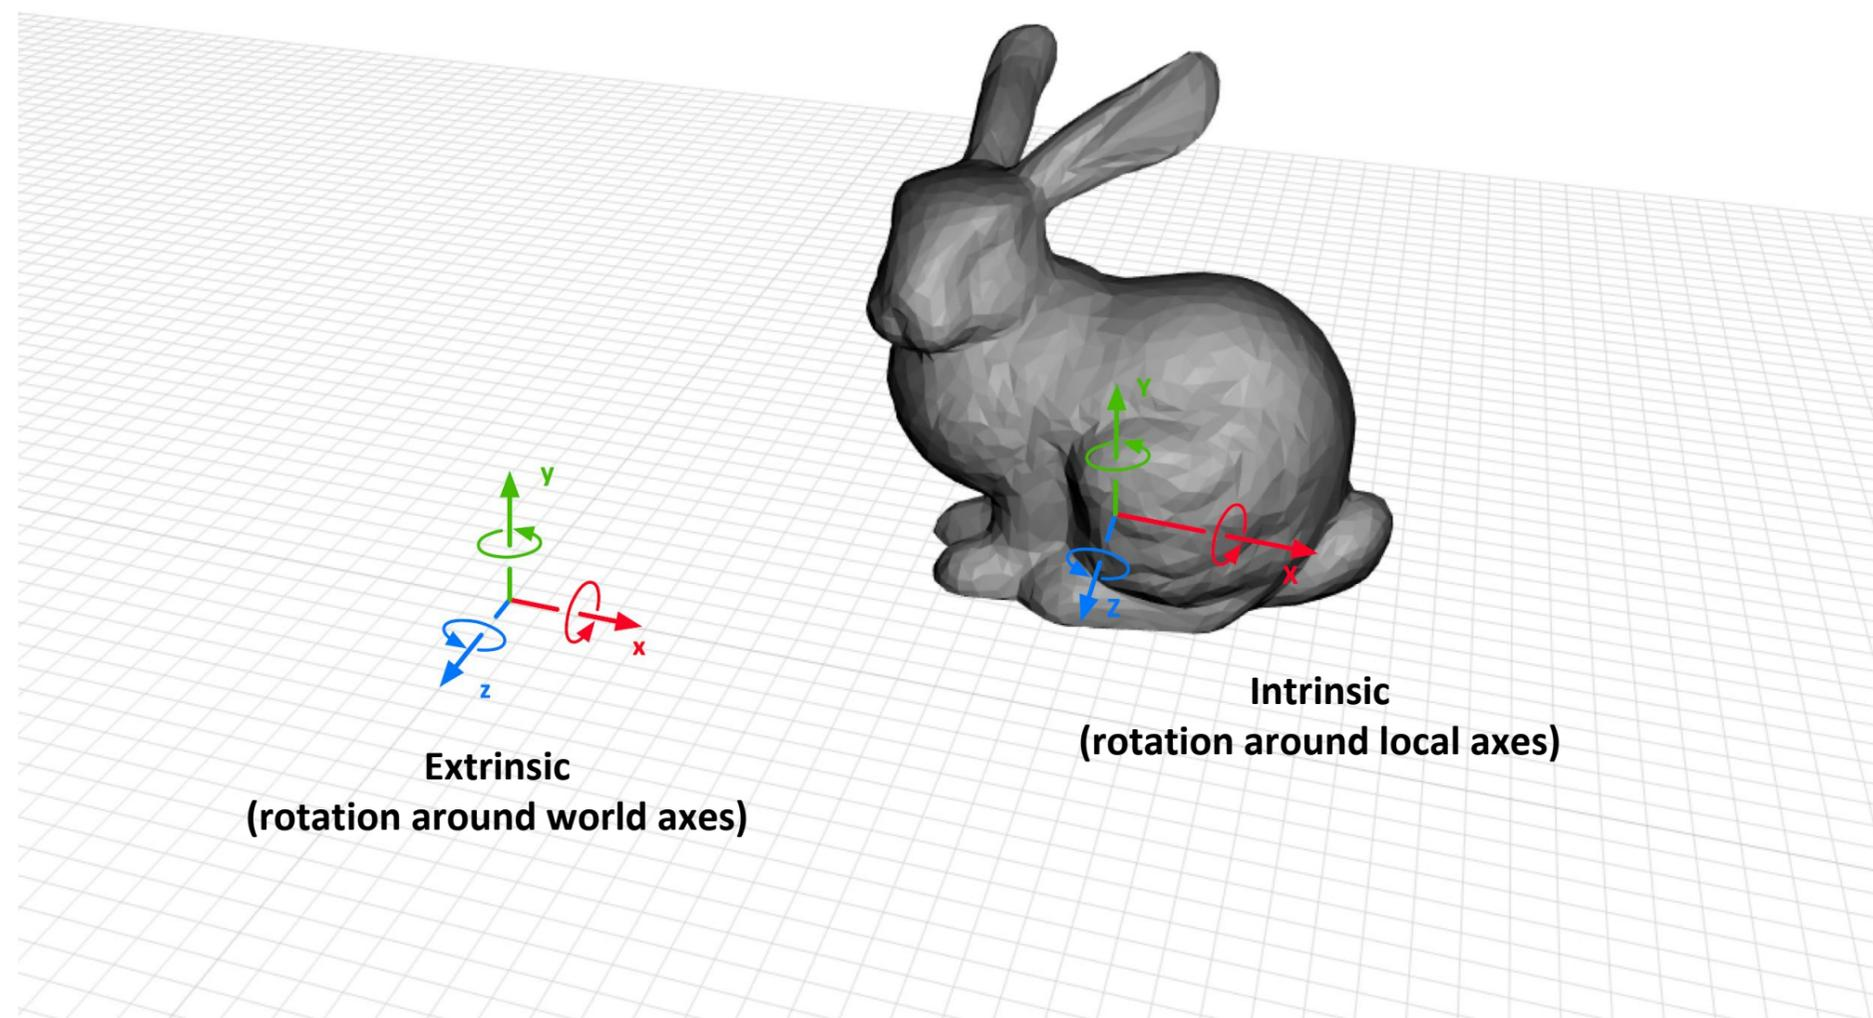 y
x
z
Extrinsic
(rotation around world axes)
Y
X
Z
Intrinsic
(rotation around local axes)